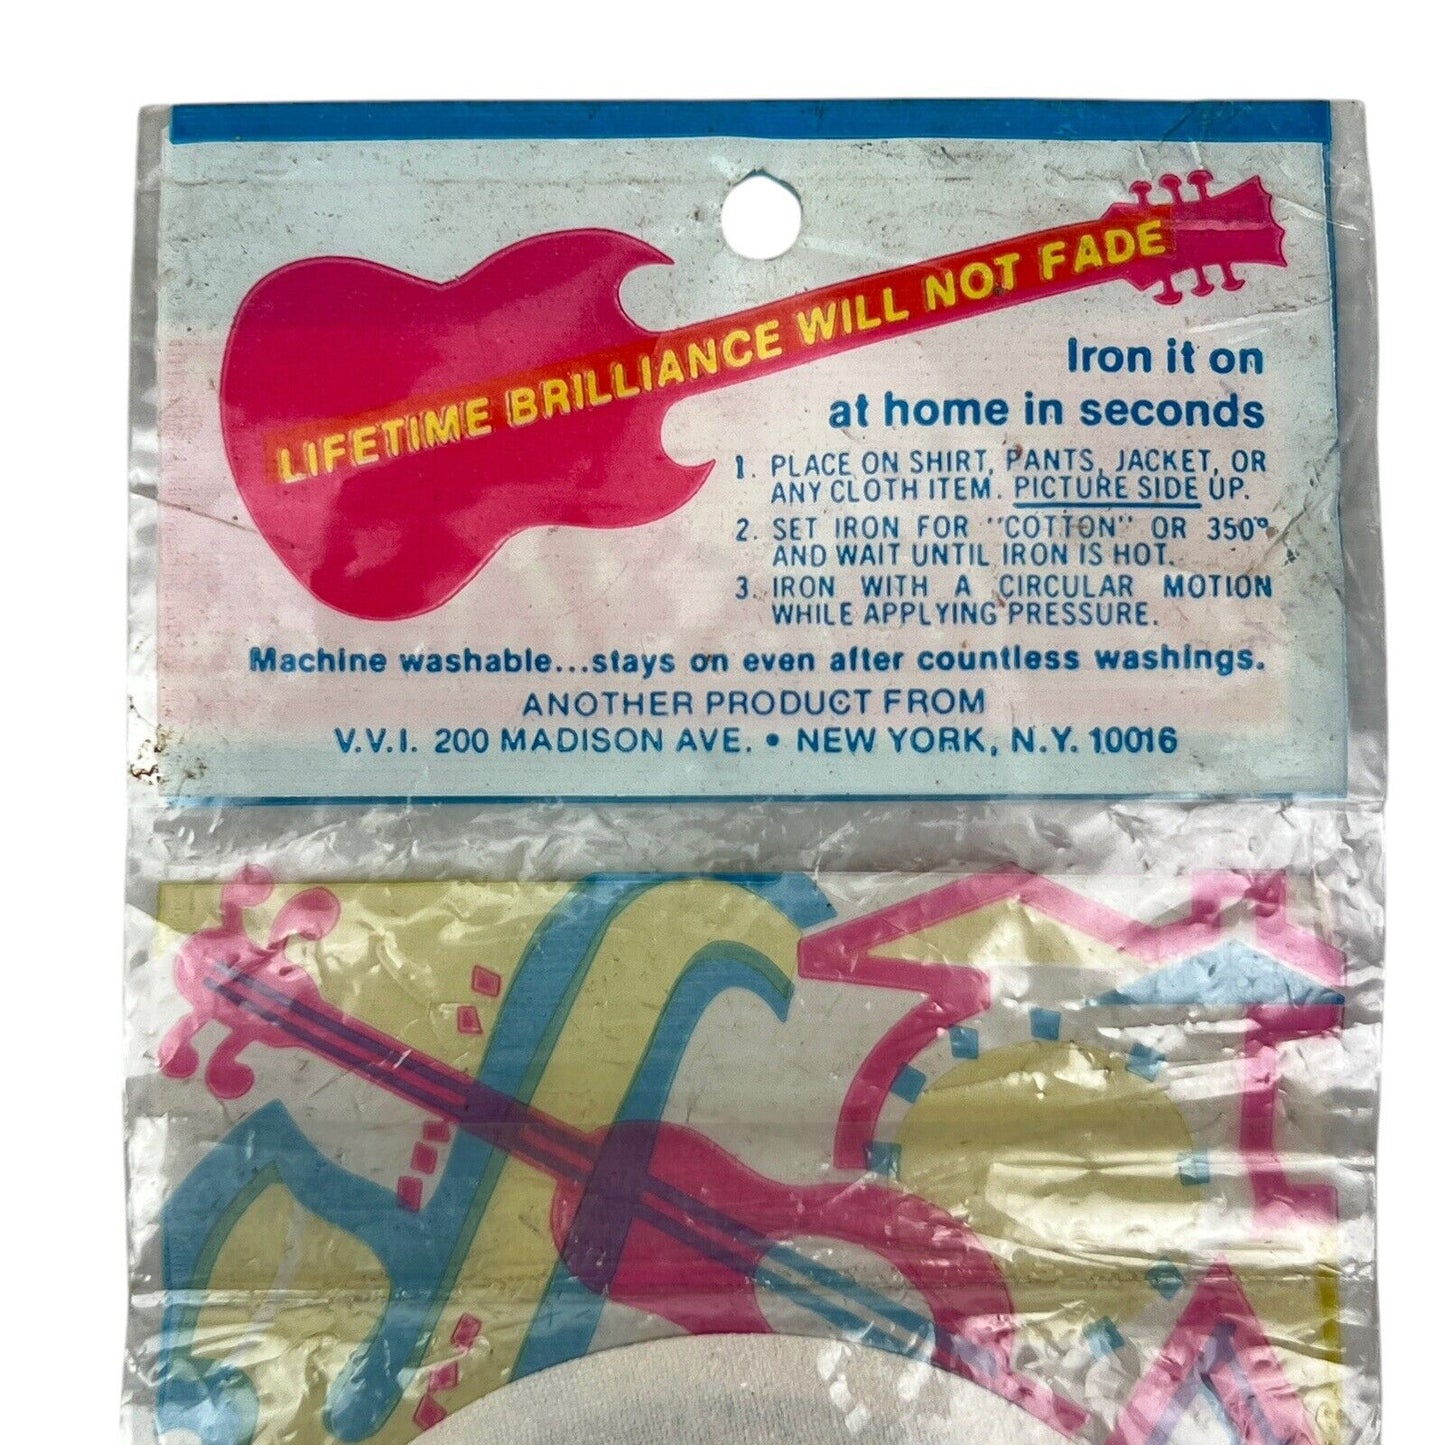 LIFETIME BRILLIANCE WILL NOT FADE
Iron it on
at home in seconds
1. PLACE ON SHIRT, PANTS, JACKET, OR
ANY CLOTH ITEM. PICTURE SIDE UP.
2. SET IRON FOR "COTTON" OR 350°
AND WAIT UNTIL IRON IS HOT.
3. IRON WITH A CIRCULAR MOTION
WHILE APPLYING PRESSURE.
Machine washable...stays on even after countless washings.
ANOTHER PRODUCT FROM
V.V.I. 200 MADISON AVE. • NEW YORK, N.Y. 10016